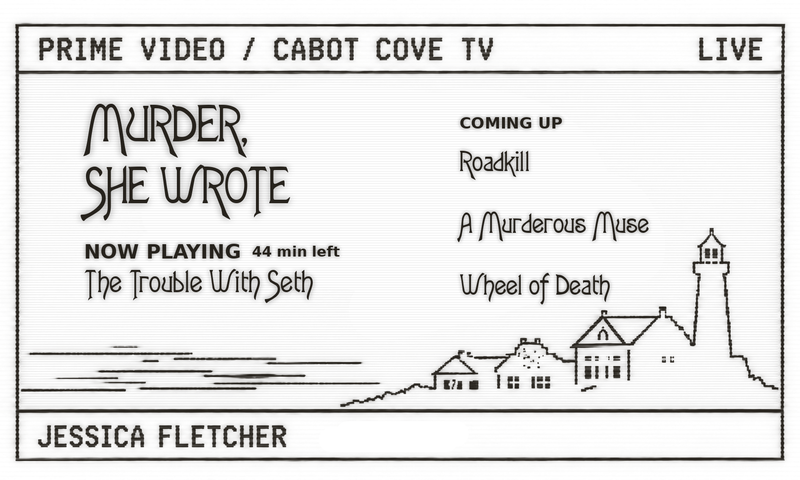 PRIME VIDEO / CABOT COVE TV LIVE
MURDER,
SHE WROTE
NOW PLAYING 44 min left
The Trouble With Seth
COMING UP
Roadkill
A Murderous Muse
Wheel of Death
JESSICA FLETCHER